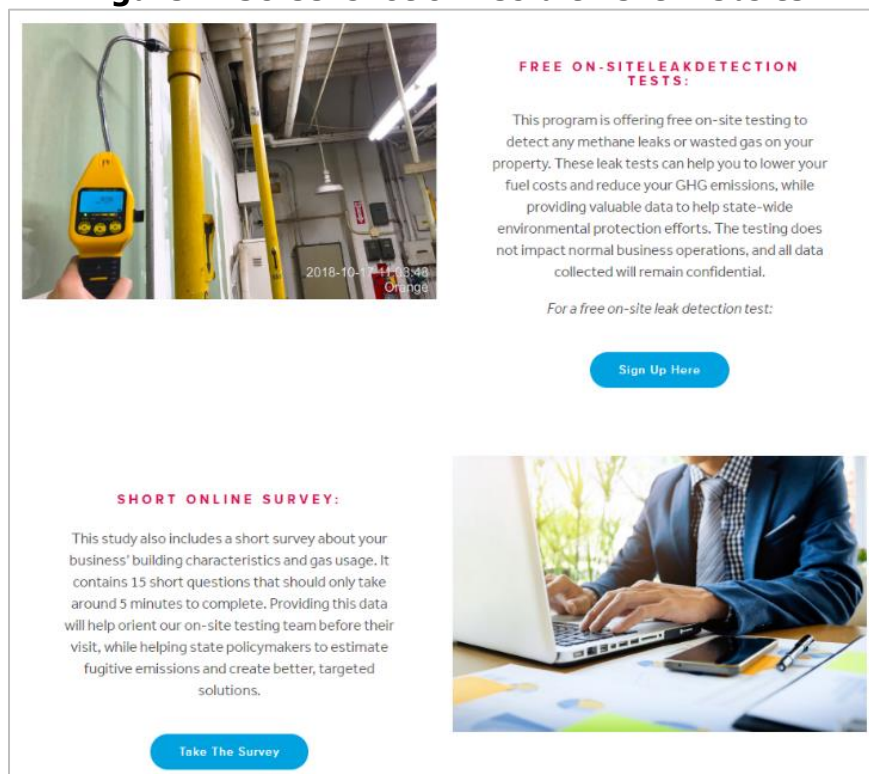 FREE ON-SITELEAKDETECTION
TESTS:
This program is offering free on-site testing to
detect any methane leaks or wasted gas on your
property. These leak tests can help you to lower your
fuel costs and reduce your GHG emissions, while
providing valuable data to help state-wide
environmental protection efforts. The testing does
not impact normal business operations, and all data
collected will remain confidential.
For a free on-site leak detection test:
Sign Up Here
2018-10-17 11:03:48
Orange
SHORT ONLINE SURVEY:
This study also includes a short survey about your
business' building characteristics and gas usage. It
contains 15 short questions that should only take
around 5 minutes to complete. Providing this data
will help orient our on-site testing team before their
visit, while helping state policymakers to estimate
fugitive emissions and create better, targeted
solutions.
Take The Survey